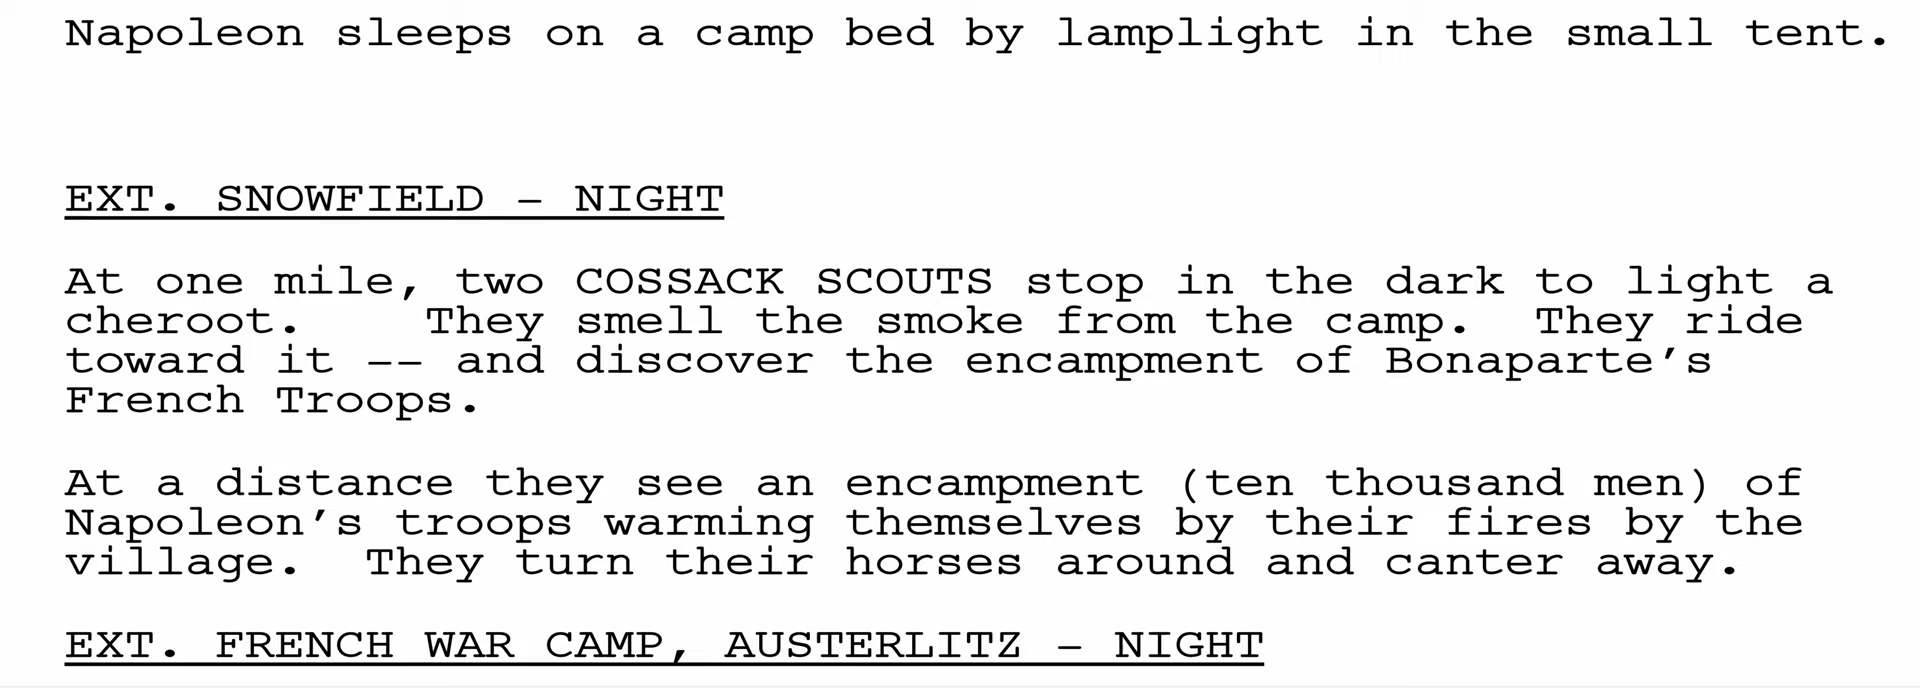 Napoleon sleeps on a camp bed by lamplight in the small tent.
EXT. SNOWFIELD – NIGHT
At one mile, two COSSACK SCOUTS stop in the dark to light a
cheroot.    They smell the smoke from the camp.  They ride
toward it -- and discover the encampment of Bonaparte’s
French Troops.
At a distance they see an encampment (ten thousand men) of
Napoleon’s troops warming themselves by their fires by the
village.  They turn their horses around and canter away.
EXT. FRENCH WAR CAMP, AUSTERLITZ – NIGHT